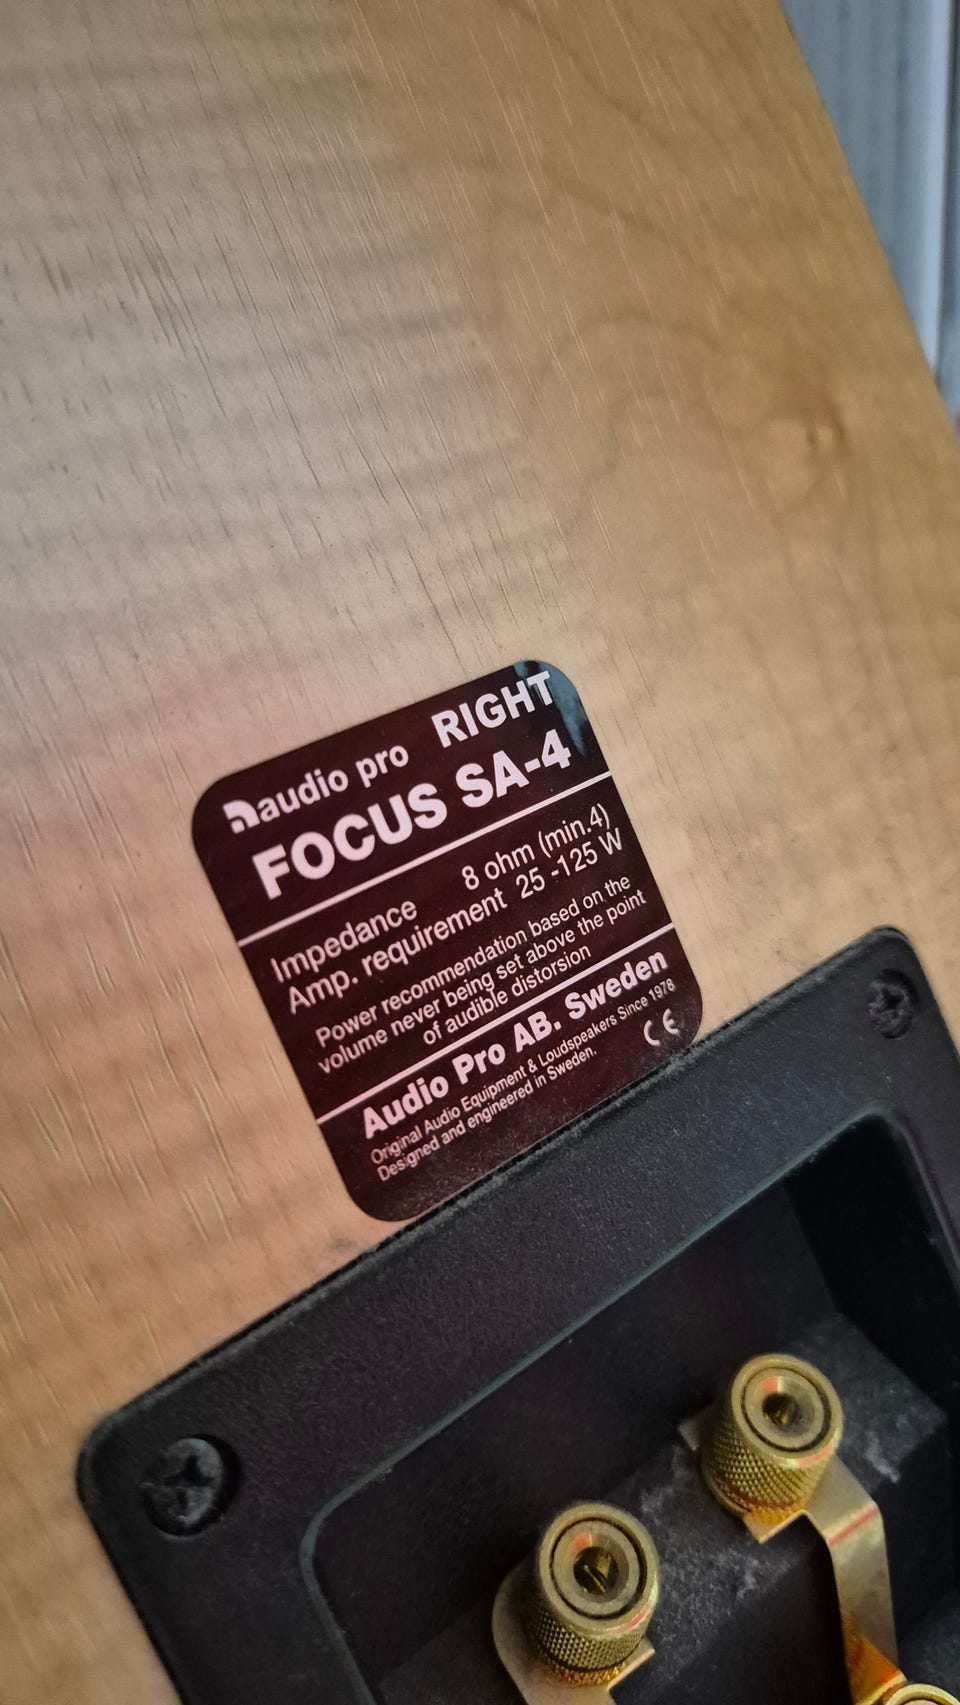 audio pro RIGHT
FOCUS SA-4
Impedance 8 ohm (min.4)
Amp. requirement 25 -125 W
Power recommendation based on the
volume never being set above the point
of audible distorsion
Audio Pro AB. Sweden
Original Audio Equipment & Loudspeakers Since 1978
Designed and engineered in Sweden.
CE